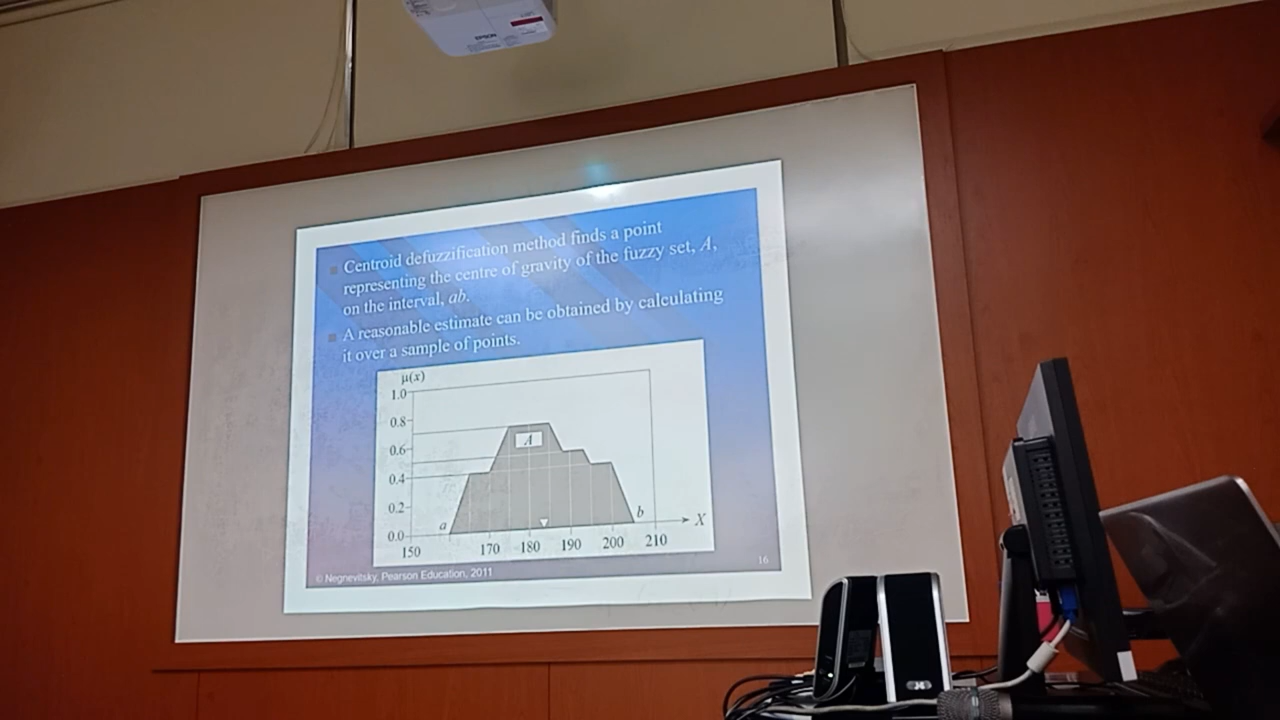 EPSON
Centroid defuzzification method finds a point
representing the centre of gravity of the fuzzy set, A,
on the interval, ab.
A reasonable estimate can be obtained by calculating
it over a sample of points.
μ(x)
1.0
0.8
0.6
0.4
0.2
0.0
A
a
b
X
150
170
180
190
200
210
16
© Negnevitsky, Pearson Education, 2011